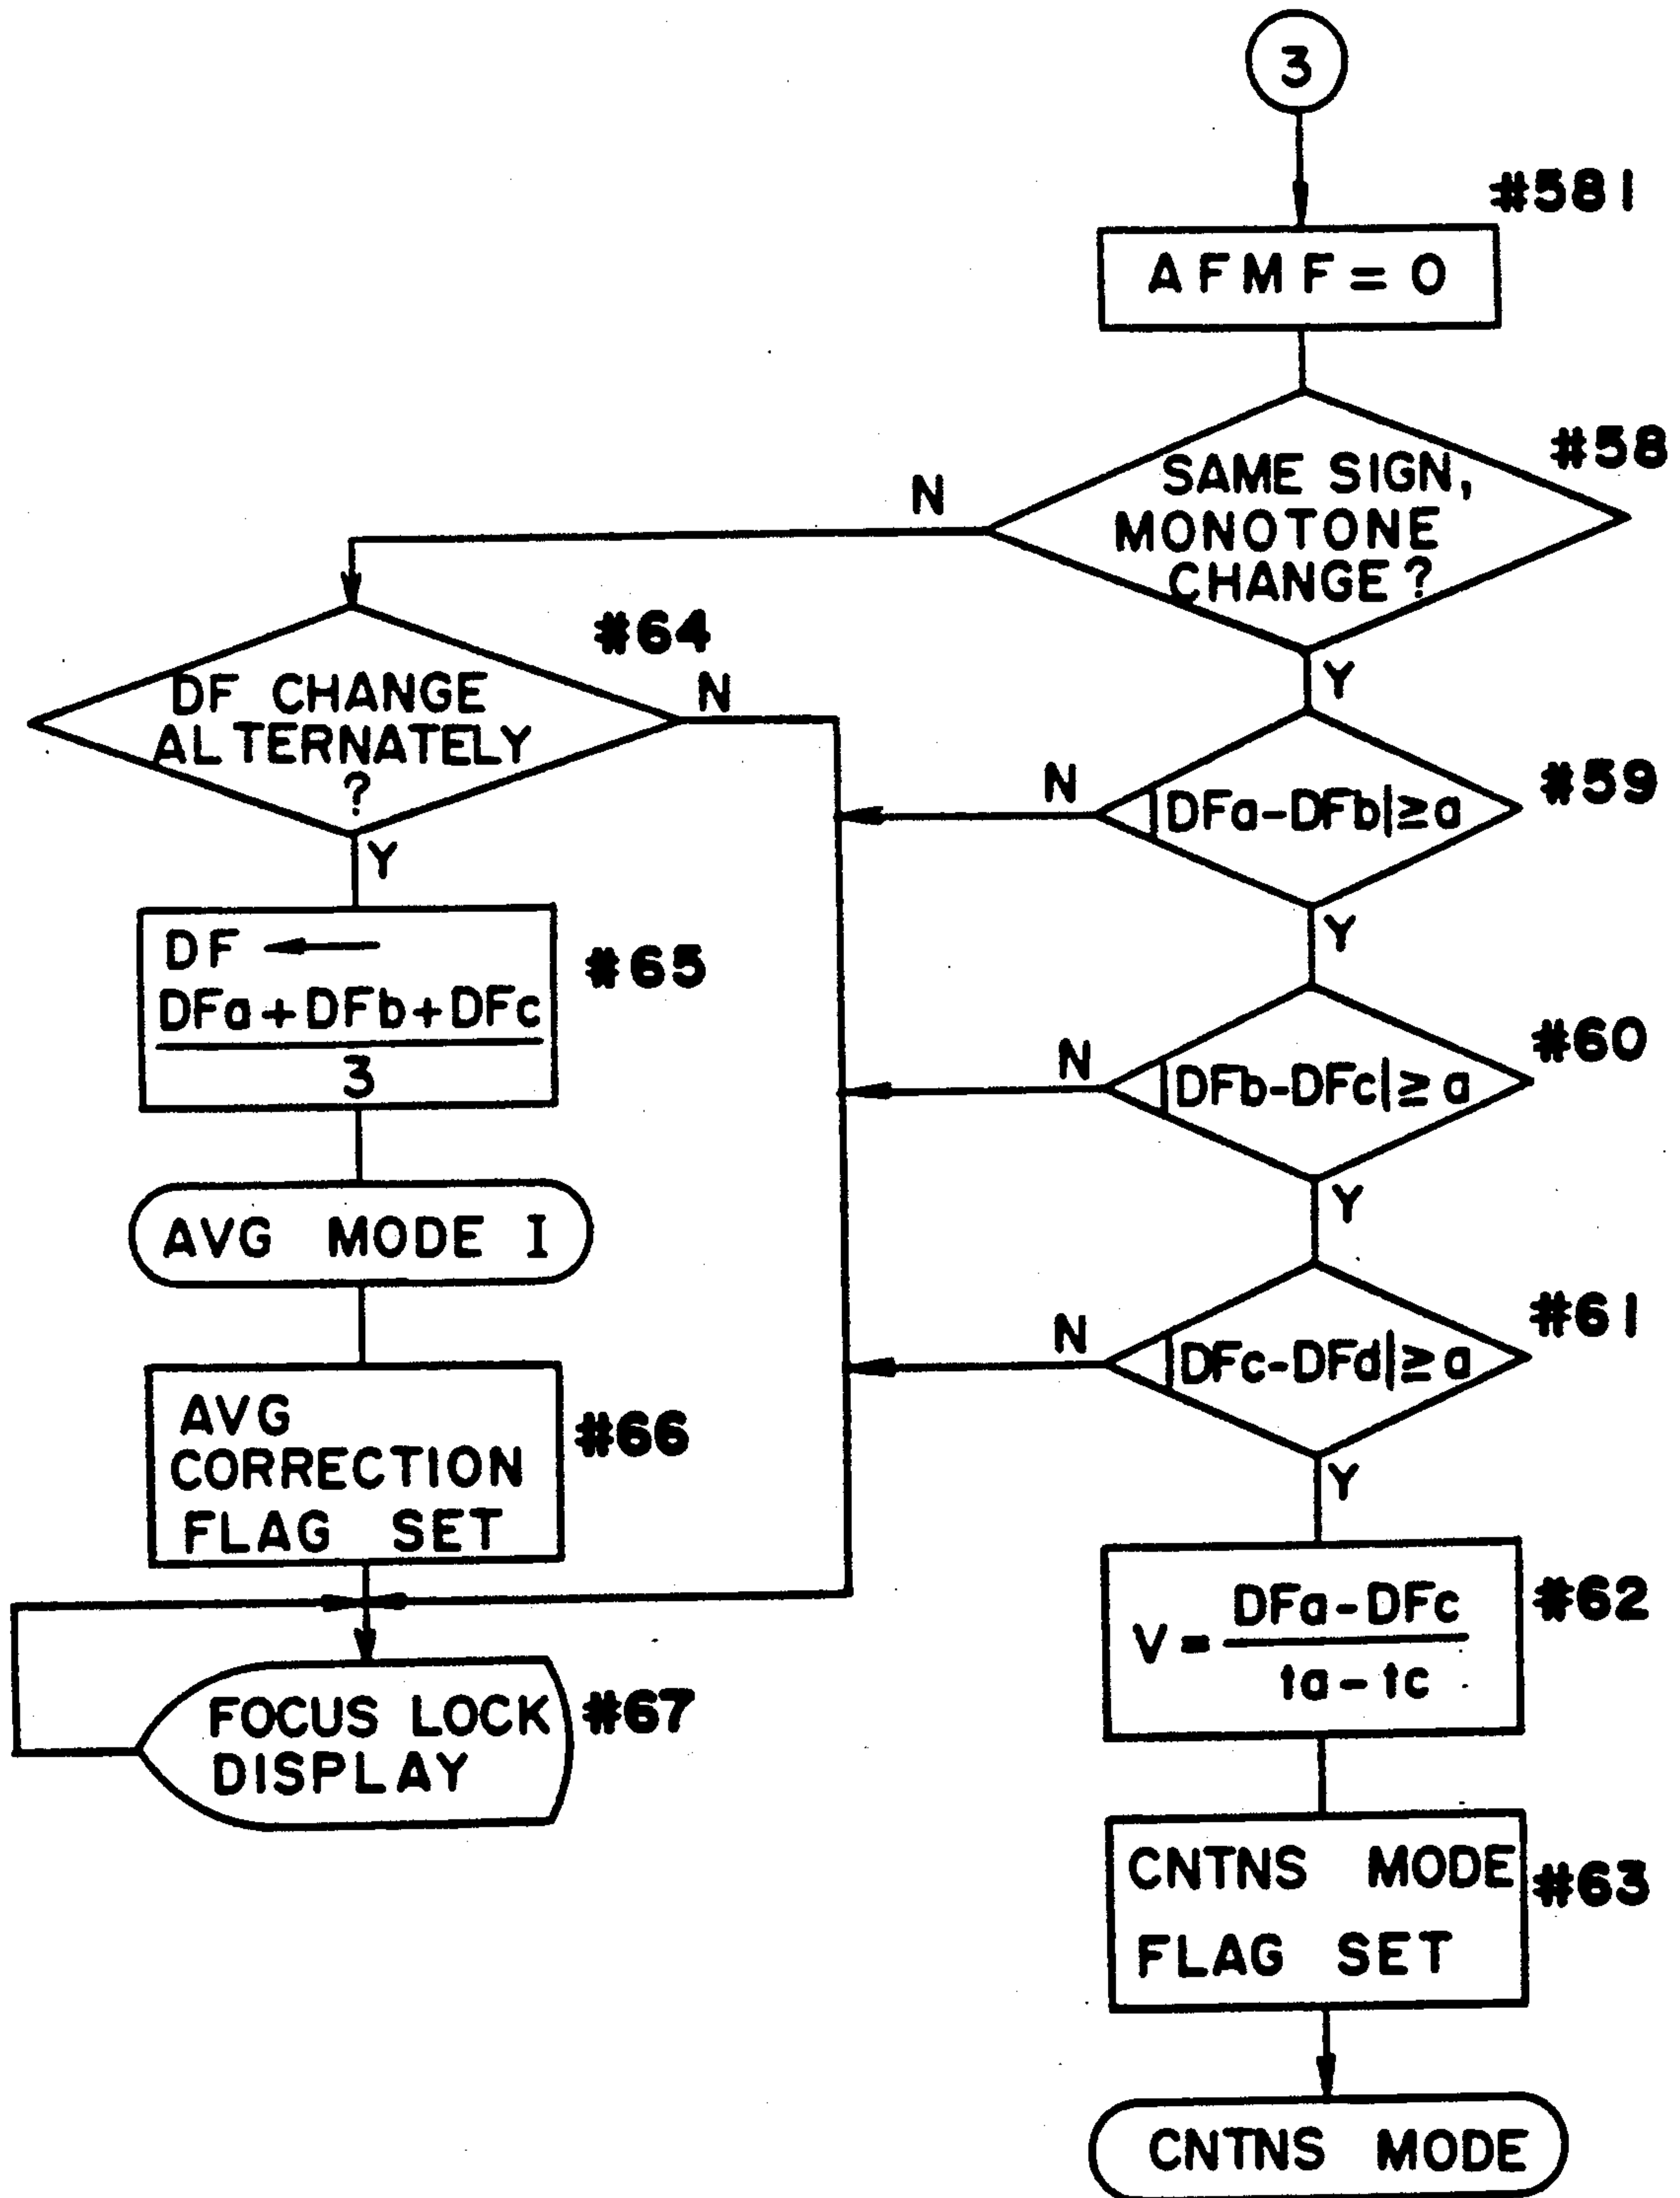 3
#581
AFMF=0
#58
SAME SIGN,
MONOTONE
CHANGE?
N
Y
#64
DF CHANGE
ALTERNATELY
?
N
Y
#59
|DFa-DFb|≥a
N
Y
#65
DF ←
DFa+DFb+DFc
3
#60
|DFb-DFc|≥a
N
Y
AVG MODE I
#61
|DFc-DFd|≥a
N
Y
#66
AVG
CORRECTION
FLAG SET
#62
V = DFa-DFc
ta-tc
#67
FOCUS LOCK
DISPLAY
#63
CNTNS MODE
FLAG SET
CNTNS MODE